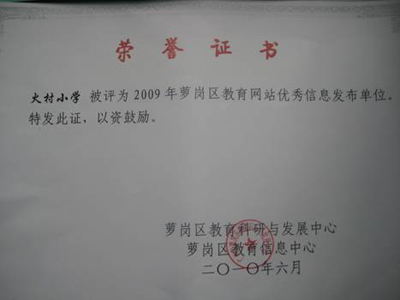 荣誉证书
火村小学 被评为2009年萝岗区教育网站优秀信息发布单位。
特发此证，以资鼓励。
萝岗区教育科研与发展中心
萝岗区教育信息中心
二〇一〇年六月